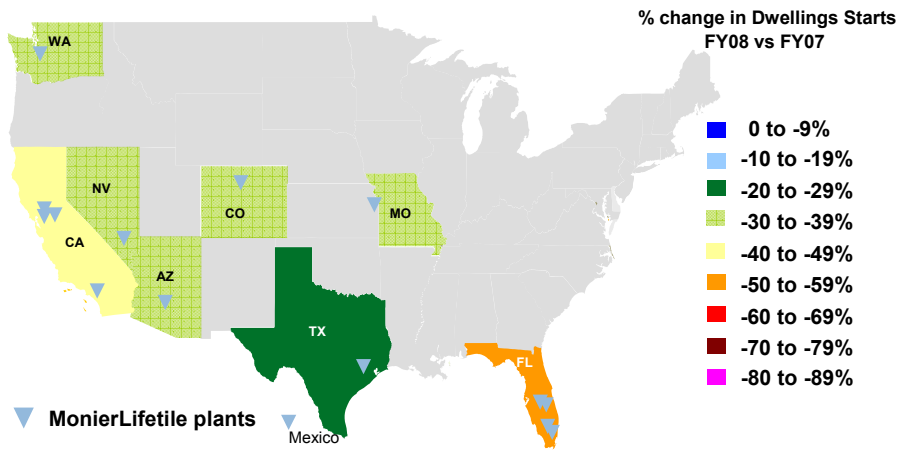 % change in Dwellings Starts
FY08 vs FY07
WA
NV
CO
MO
CA
AZ
TX
FL
0 to -9%
-10 to -19%
-20 to -29%
-30 to -39%
-40 to -49%
-50 to -59%
-60 to -69%
-70 to -79%
-80 to -89%
MonierLifetile plants
Mexico